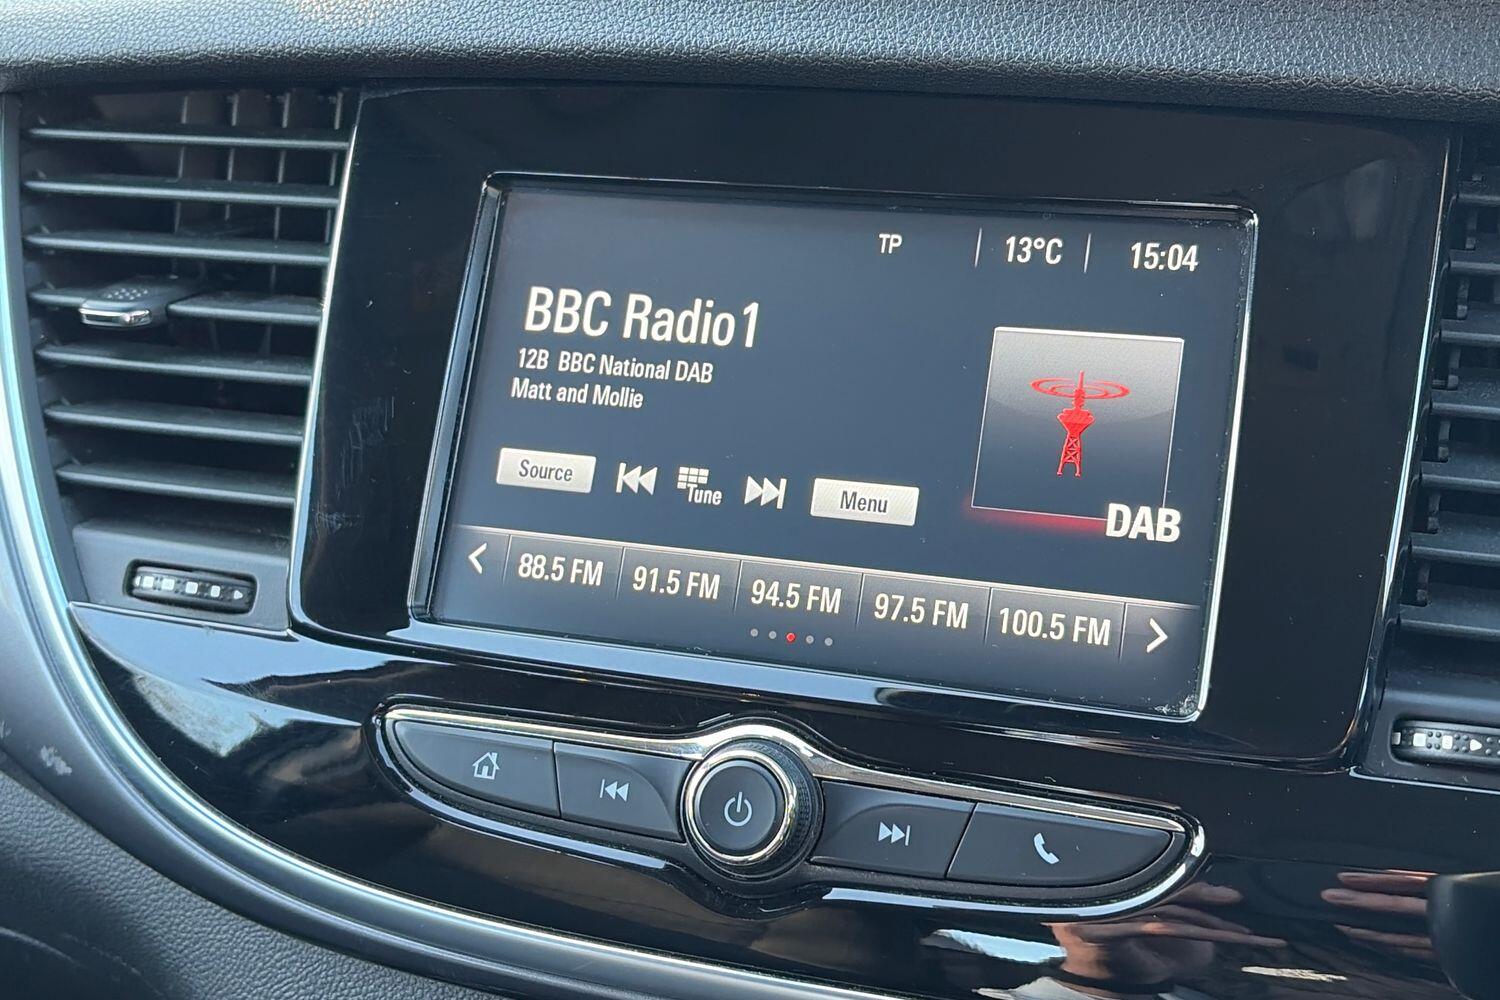 TP 13°C 15:04
BBC Radio1
12B BBC National DAB
Matt and Mollie
Source
Tune
Menu
DAB
88.5 FM 91.5 FM 94.5 FM 97.5 FM 100.5 FM